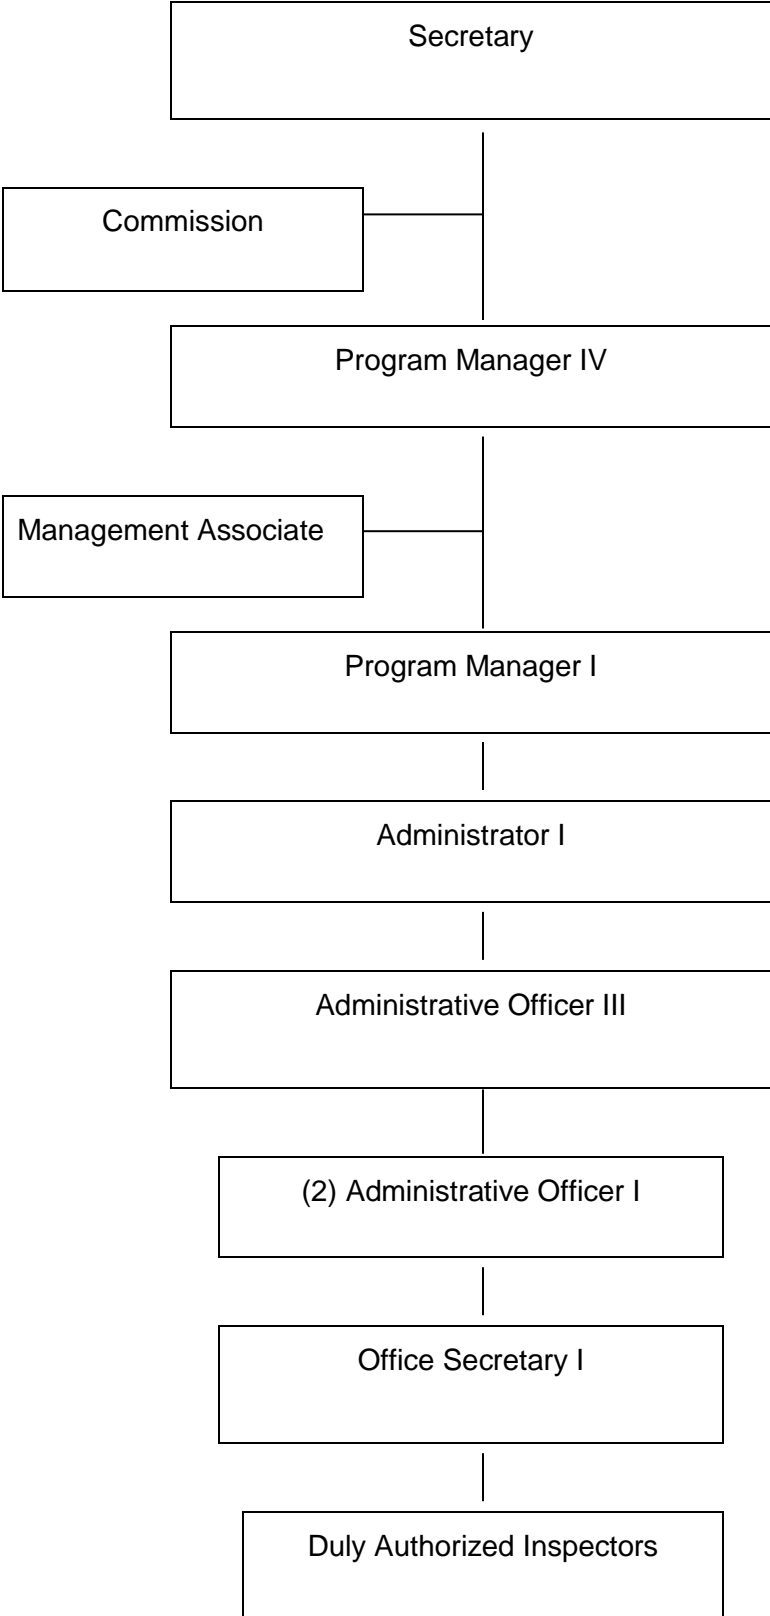 Secretary
Commission
Program Manager IV
Management Associate
Program Manager I
Administrator I
Administrative Officer III
(2) Administrative Officer I
Office Secretary I
Duly Authorized Inspectors